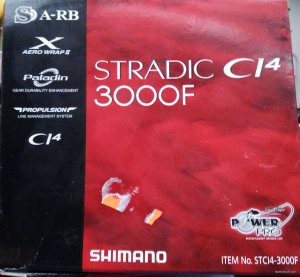 S A-RB
X
AERO WRAP II
Paladin
GEAR DURABILITY ENHANCEMENT
PROPULSION
LINE MANAGEMENT SYSTEM
CI4
STRADIC CI4
3000F
POWER
PRO
SHIMANO
ITEM No. STCI4-3000F